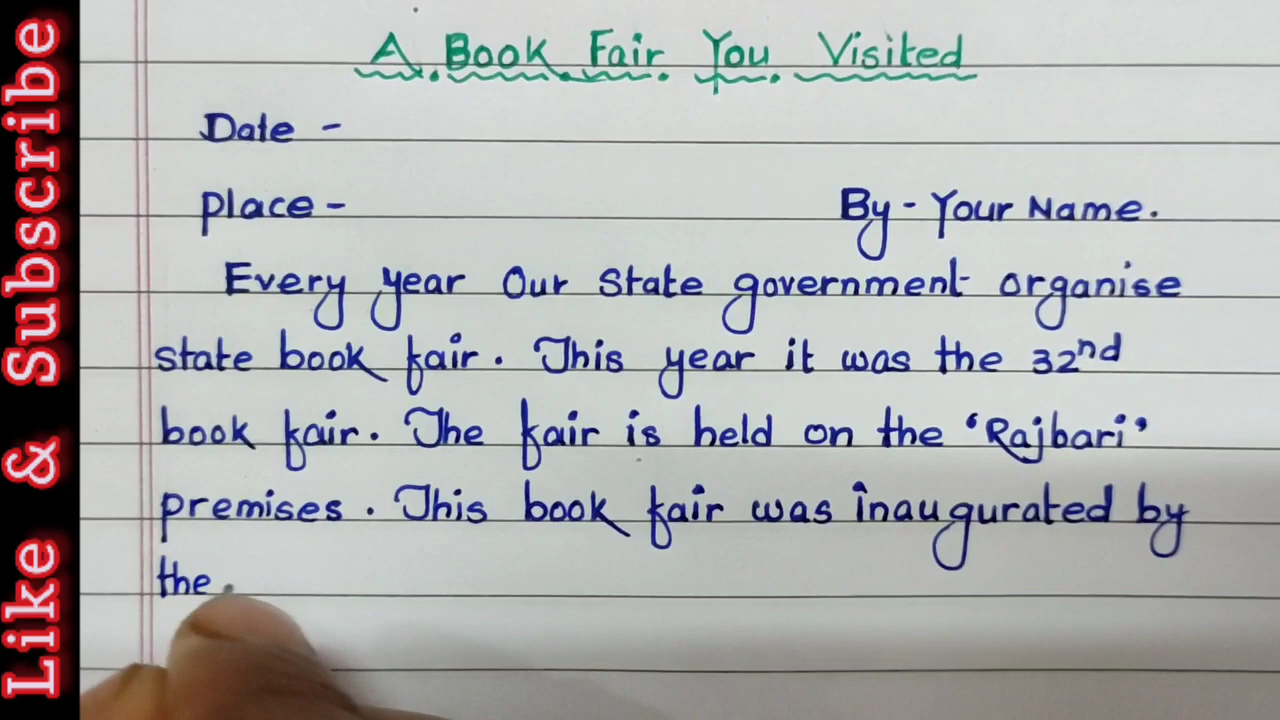 Like & Subscribe
A Book Fair You Visited
Date -
Place -
By - Your Name.
Every year Our State government organise
state book fair. This year it was the 32nd
book fair. The fair is held on the 'Rajbari'
premises. This book fair was inaugurated by
the